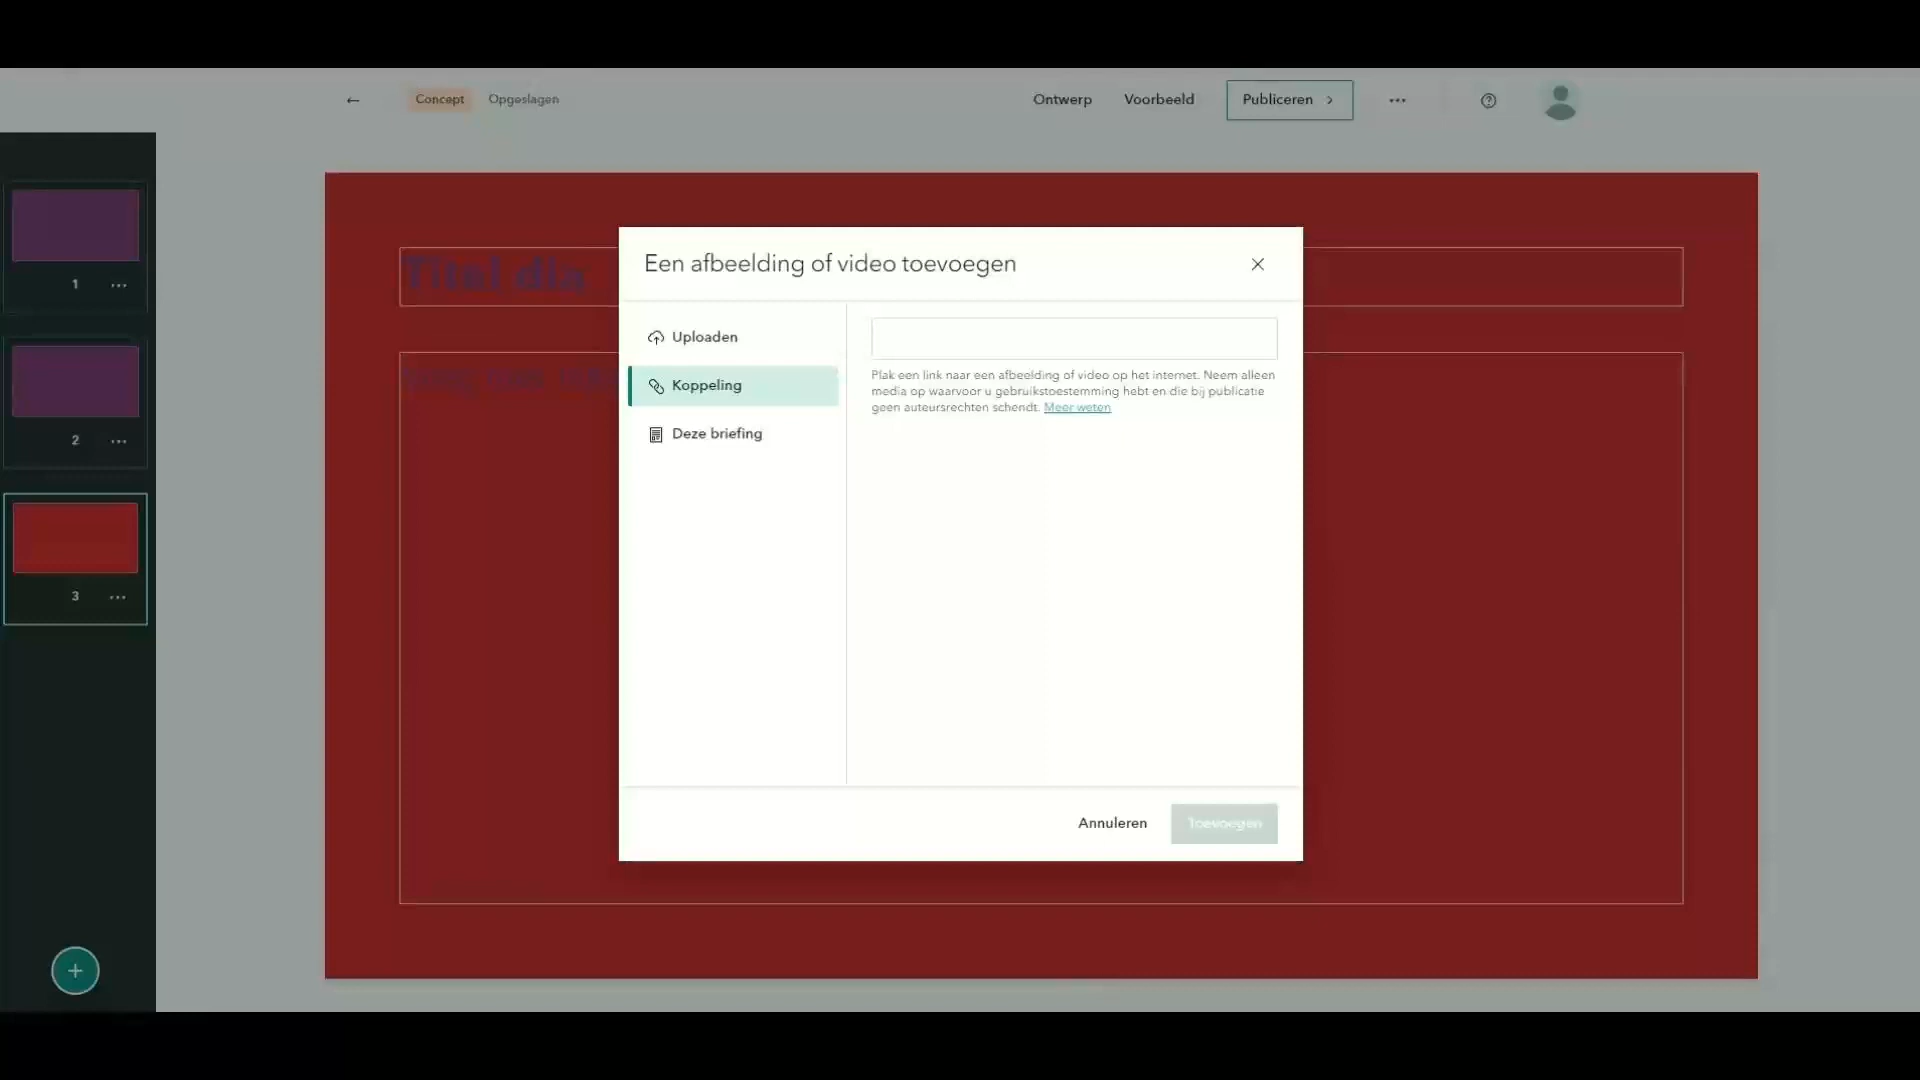 Concept Opgeslagen Ontwerp Voorbeeld Publiceren
Titel dia
Een afbeelding of video toevoegen
Uploaden
Koppeling
Deze briefing
Plak een link naar een afbeelding of video op het internet. Neem alleen
media op waarvoor u gebruikstoestemming hebt en die bij publicatie
geen auteursrechten schendt. Meer weten
Annuleren Toevoegen
1
2
3